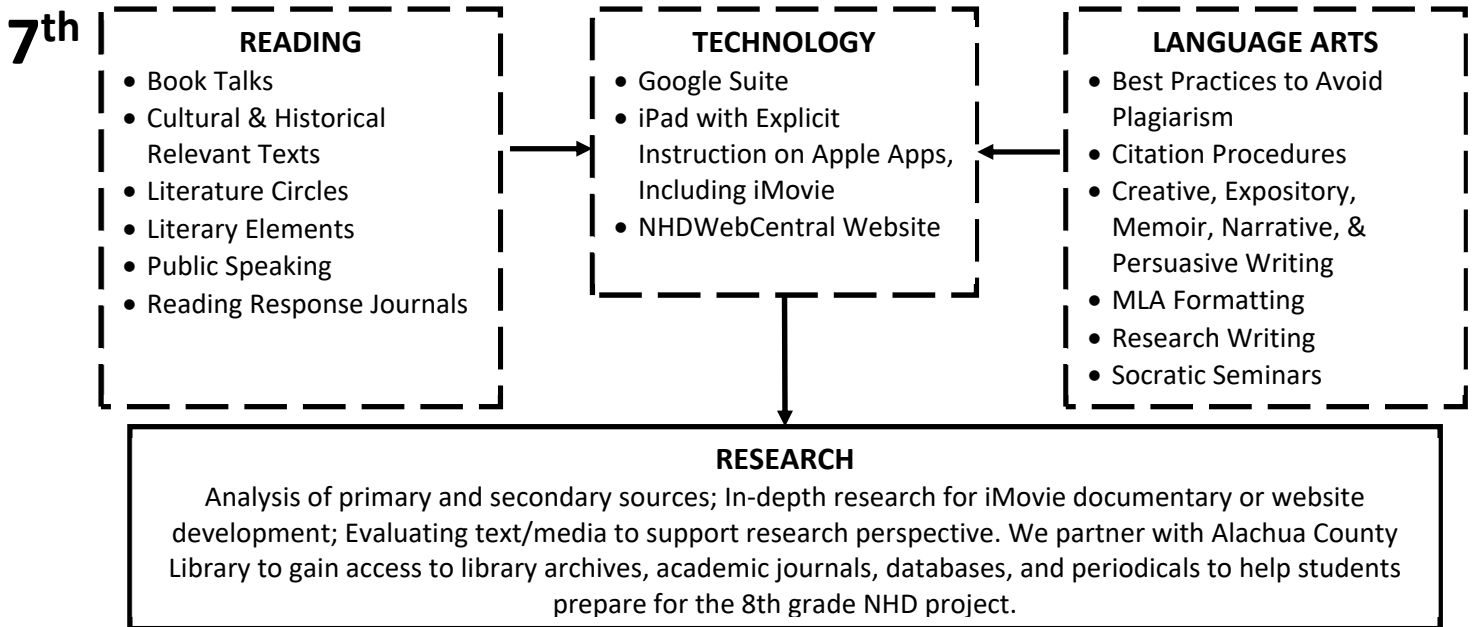 7th
READING
• Book Talks
• Cultural & Historical
Relevant Texts
• Literature Circles
• Literary Elements
• Public Speaking
• Reading Response Journals
TECHNOLOGY
• Google Suite
• iPad with Explicit
Instruction on Apple Apps,
Including iMovie
• NHDWebCentral Website
LANGUAGE ARTS
• Best Practices to Avoid
Plagiarism
• Citation Procedures
• Creative, Expository,
Memoir, Narrative, &
Persuasive Writing
• MLA Formatting
• Research Writing
• Socratic Seminars
RESEARCH
Analysis of primary and secondary sources; In-depth research for iMovie documentary or website
development; Evaluating text/media to support research perspective. We partner with Alachua County
Library to gain access to library archives, academic journals, databases, and periodicals to help students
prepare for the 8th grade NHD project.